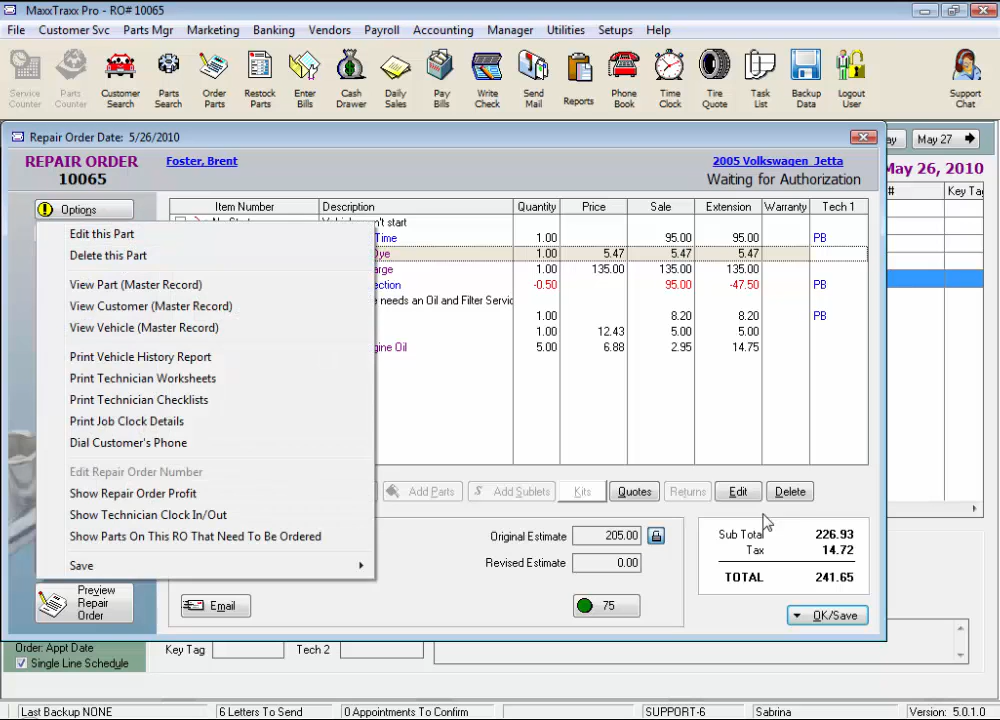 MaxxTraxx Pro - RO# 10065
File Customer Svc Parts Mgr Marketing Banking Vendors Payroll Accounting Manager Utilities Setups Help
Service Counter
Parts Counter
Customer Search
Parts Search
Order Parts
Restock Parts
Enter Bills
Cash Drawer
Daily Sales
Pay Bills
Write Check
Send Mail
Reports
Phone Book
Time Clock
Tire Quote
Task List
Backup Data
Logout User
Support Chat
Repair Order Date: 5/26/2010
ay May 27
REPAIR ORDER
10065
Foster, Brent
2005 Volkswagen Jetta
Waiting for Authorization
May 26, 2010
# Key Tag
Options
Item Number Description Quantity Price Sale Extension Warranty Tech 1
Time 1.00 95.00 95.00 PB
Dye 1.00 5.47 5.47 5.47
arge 1.00 135.00 135.00 135.00
ction -0.50 95.00 -47.50 PB
e needs an Oil and Filter Servic
1.00 8.20 8.20 PB
1.00 12.43 5.00 5.00
gine Oil 5.00 6.88 2.95 14.75
Edit this Part
Delete this Part
View Part (Master Record)
View Customer (Master Record)
View Vehicle (Master Record)
Print Vehicle History Report
Print Technician Worksheets
Print Technician Checklists
Print Job Clock Details
Dial Customer's Phone
Edit Repair Order Number
Show Repair Order Profit
Show Technician Clock In/Out
Show Parts On This RO That Need To Be Ordered
Save
Add Parts Add Sublets Kits Quotes Returns Edit Delete
Original Estimate 205.00
Revised Estimate 0.00
Sub Total 226.93
Tax 14.72
TOTAL 241.65
Preview Repair Order
Email
75
OK/Save
Order: Appt Date
Single Line Schedule
Key Tag
Tech 2
Last Backup NONE 6 Letters To Send 0 Appointments To Confirm SUPPORT-6 Sabrina Version: 5.0.1.0